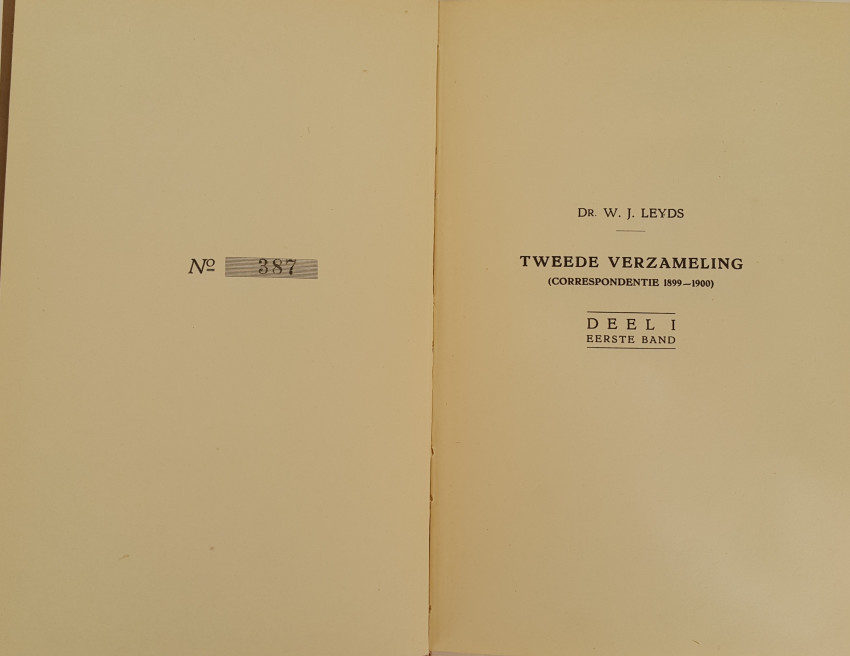 Nº 387
DR. W. J. LEYDS
TWEEDE VERZAMELING
(CORRESPONDENTIE 1899—1900)
DEEL I
EERSTE BAND